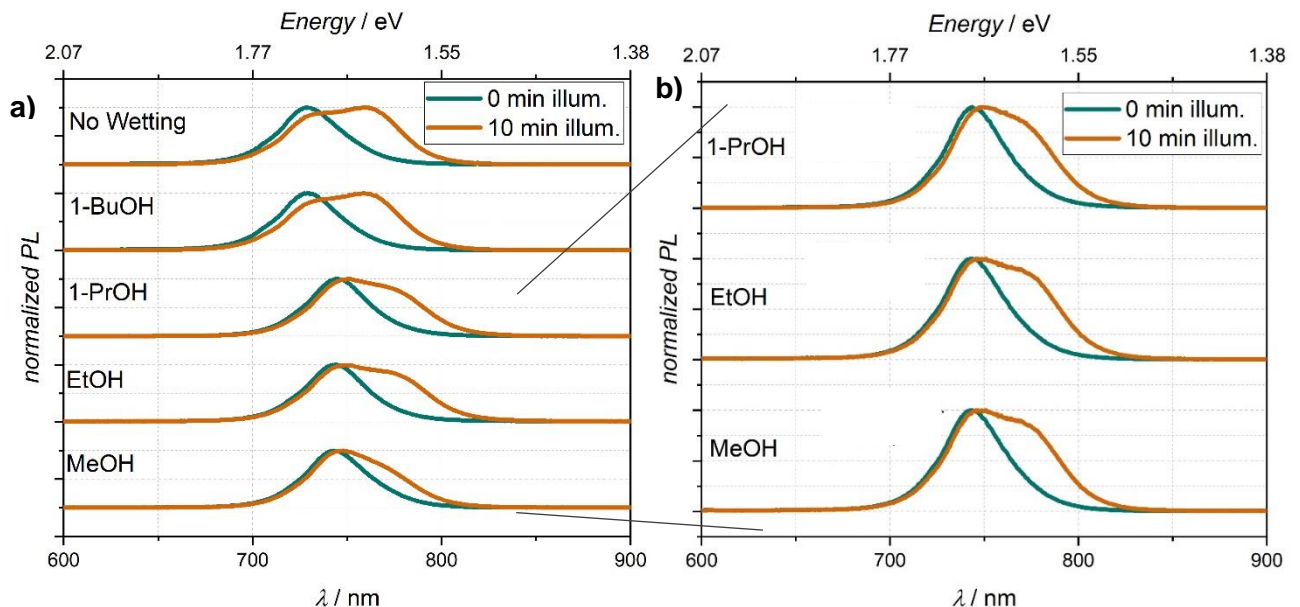 Energy / eV
2.07 1.77 1.55 1.38
a)
0 min illum.
10 min illum.
No Wetting
1-BuOH
1-PrOH
EtOH
MeOH
normalized PL
600 700 800 900
λ / nm
Energy / eV
2.07 1.77 1.55 1.38
b)
0 min illum.
10 min illum.
1-PrOH
EtOH
MeOH
normalized PL
600 700 800 900
λ / nm